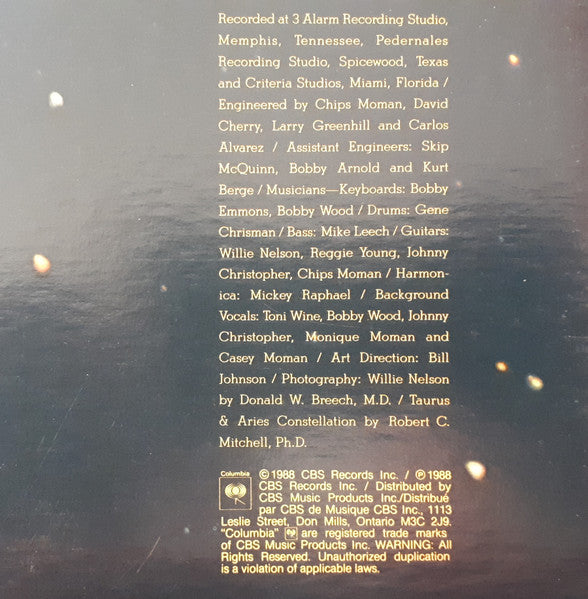 Recorded at 3 Alarm Recording Studio,
Memphis, Tennessee, Pedernales
Recording Studio, Spicewood, Texas
and Criteria Studios, Miami, Florida /
Engineered by Chips Moman, David
Cherry, Larry Greenhill and Carlos
Alvarez / Assistant Engineers: Skip
McQuinn, Bobby Arnold and Kurt
Berge / Musicians—Keyboards: Bobby
Emmons, Bobby Wood / Drums: Gene
Chrisman / Bass: Mike Leech / Guitars:
Willie Nelson, Reggie Young, Johnny
Christopher, Chips Moman / Harmon-
ica: Mickey Raphael / Background
Vocals: Toni Wine, Bobby Wood, Johnny
Christopher, Monique Moman and
Casey Moman / Art Direction: Bill
Johnson / Photography: Willie Nelson
by Donald W. Breech, M.D. / Taurus
& Aries Constellation by Robert C.
Mitchell, Ph.D.
Columbia
© 1988 CBS Records Inc. / ℗ 1988
CBS Records Inc. / Distributed by
CBS Music Products Inc./Distribué
par CBS de Musique CBS Inc., 1113
Leslie Street, Don Mills, Ontario M3C 2J9.
"Columbia" are registered trade marks
of CBS Music Products Inc. WARNING: All
Rights Reserved. Unauthorized duplication
is a violation of applicable laws.